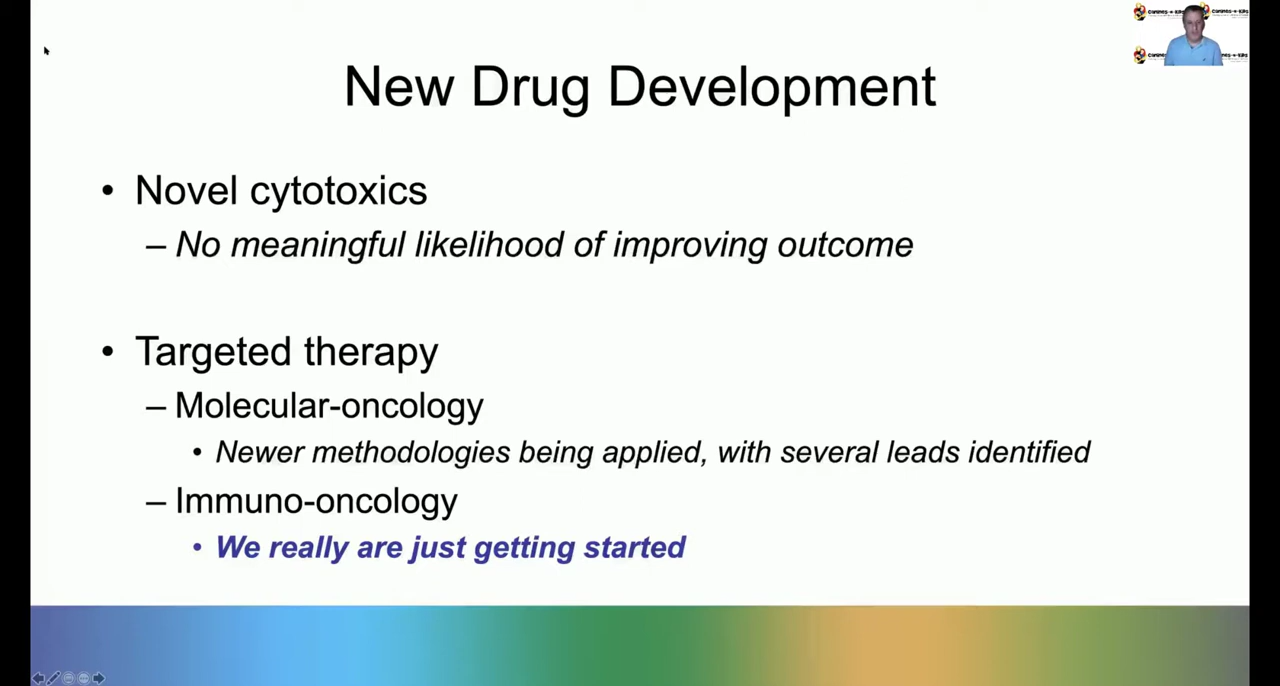 New Drug Development
• Novel cytotoxics
– No meaningful likelihood of improving outcome
• Targeted therapy
– Molecular-oncology
• Newer methodologies being applied, with several leads identified
– Immuno-oncology
• We really are just getting started